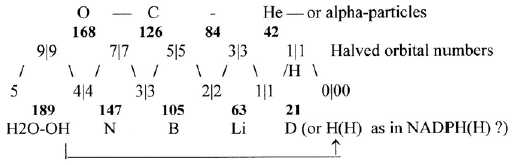 O — C - He — or alpha-particles
168 126 84 42
9|9 7|7 5|5 3|3 1|1 Halved orbital numbers
/ \ / \ / \ / \ /H \
5 4|4 3|3 2|2 1|1 0|00
189 147 105 63 21
H2O-OH N B Li D (or H(H) as in NADPH(H) ?)